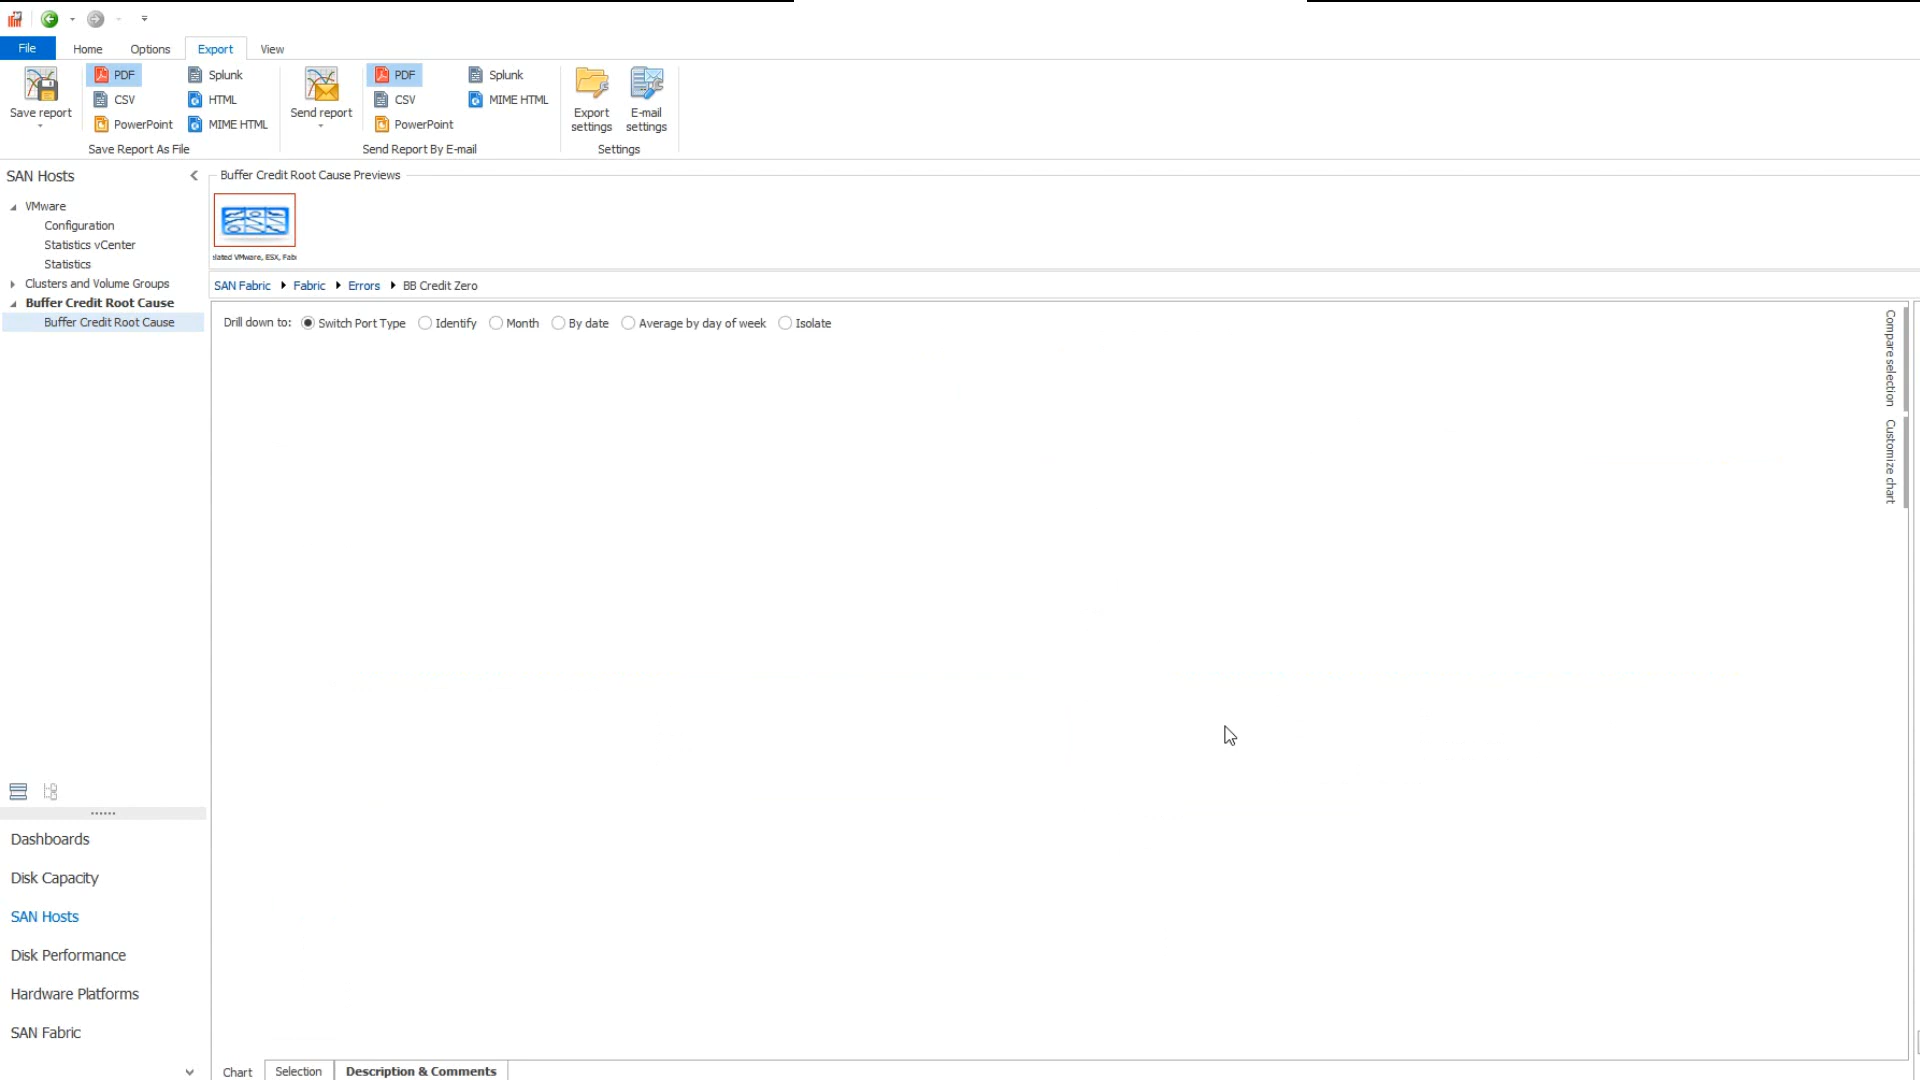 File Home Options Export View
PDF Splunk PDF Splunk
CSV HTML CSV MIME HTML
Save report Send report Export settings E-mail settings
PowerPoint MIME HTML PowerPoint
Save Report As File Send Report By E-mail Settings
SAN Hosts
VMware
Configuration
Statistics vCenter
Statistics
Clusters and Volume Groups
Buffer Credit Root Cause
Buffer Credit Root Cause
Buffer Credit Root Cause Previews
lated VMware, ESX, Fab
SAN Fabric Fabric Errors BB Credit Zero
Drill down to: Switch Port Type Identify Month By date Average by day of week Isolate
Compare selection
Customize chart
Dashboards
Disk Capacity
SAN Hosts
Disk Performance
Hardware Platforms
SAN Fabric
Chart Selection Description & Comments